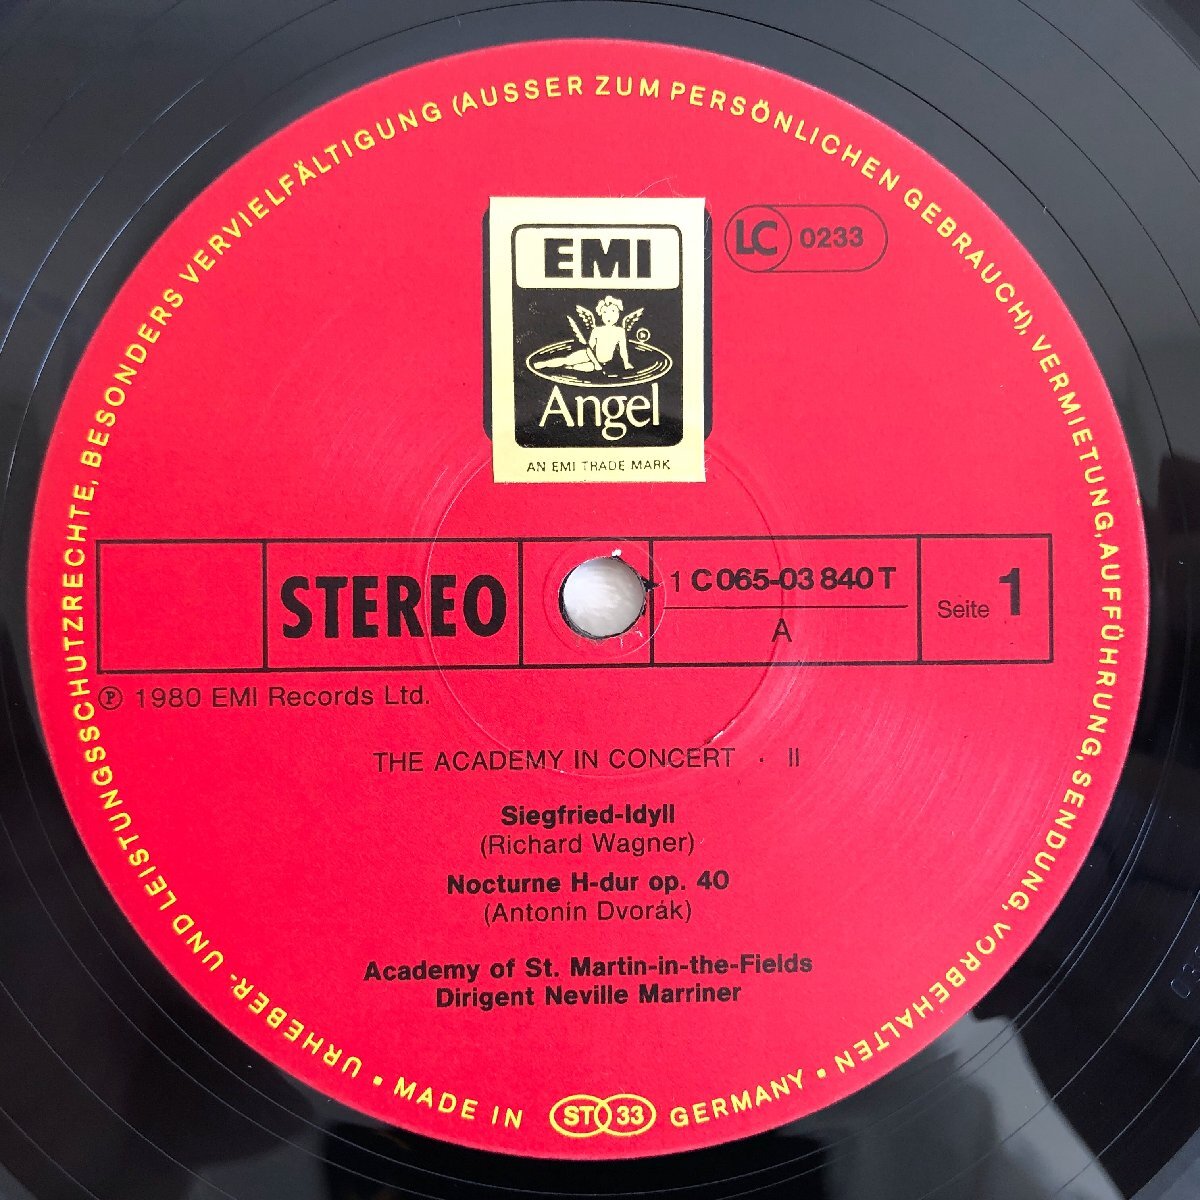 URHEBER- UND LEISTUNGSSCHUTZRECHTE, BESONDERS VERVIELFÄLTIGUNG (AUSSER ZUM PERSÖNLICHEN GEBRAUCH), VERMIETUNG, AUFFÜHRUNG, SENDUNG, VORBEHALTEN •
EMI
®
Angel
AN EMI TRADE MARK
LC 0233
STEREO
1 C 065-03 840 T
A
Seite 1
℗ 1980 EMI Records Ltd.
THE ACADEMY IN CONCERT · II
Siegfried-Idyll
(Richard Wagner)
Nocturne H-dur op. 40
(Antonín Dvorák)
Academy of St. Martin-in-the-Fields
Dirigent Neville Marriner
• MADE IN ST 33 GERMANY